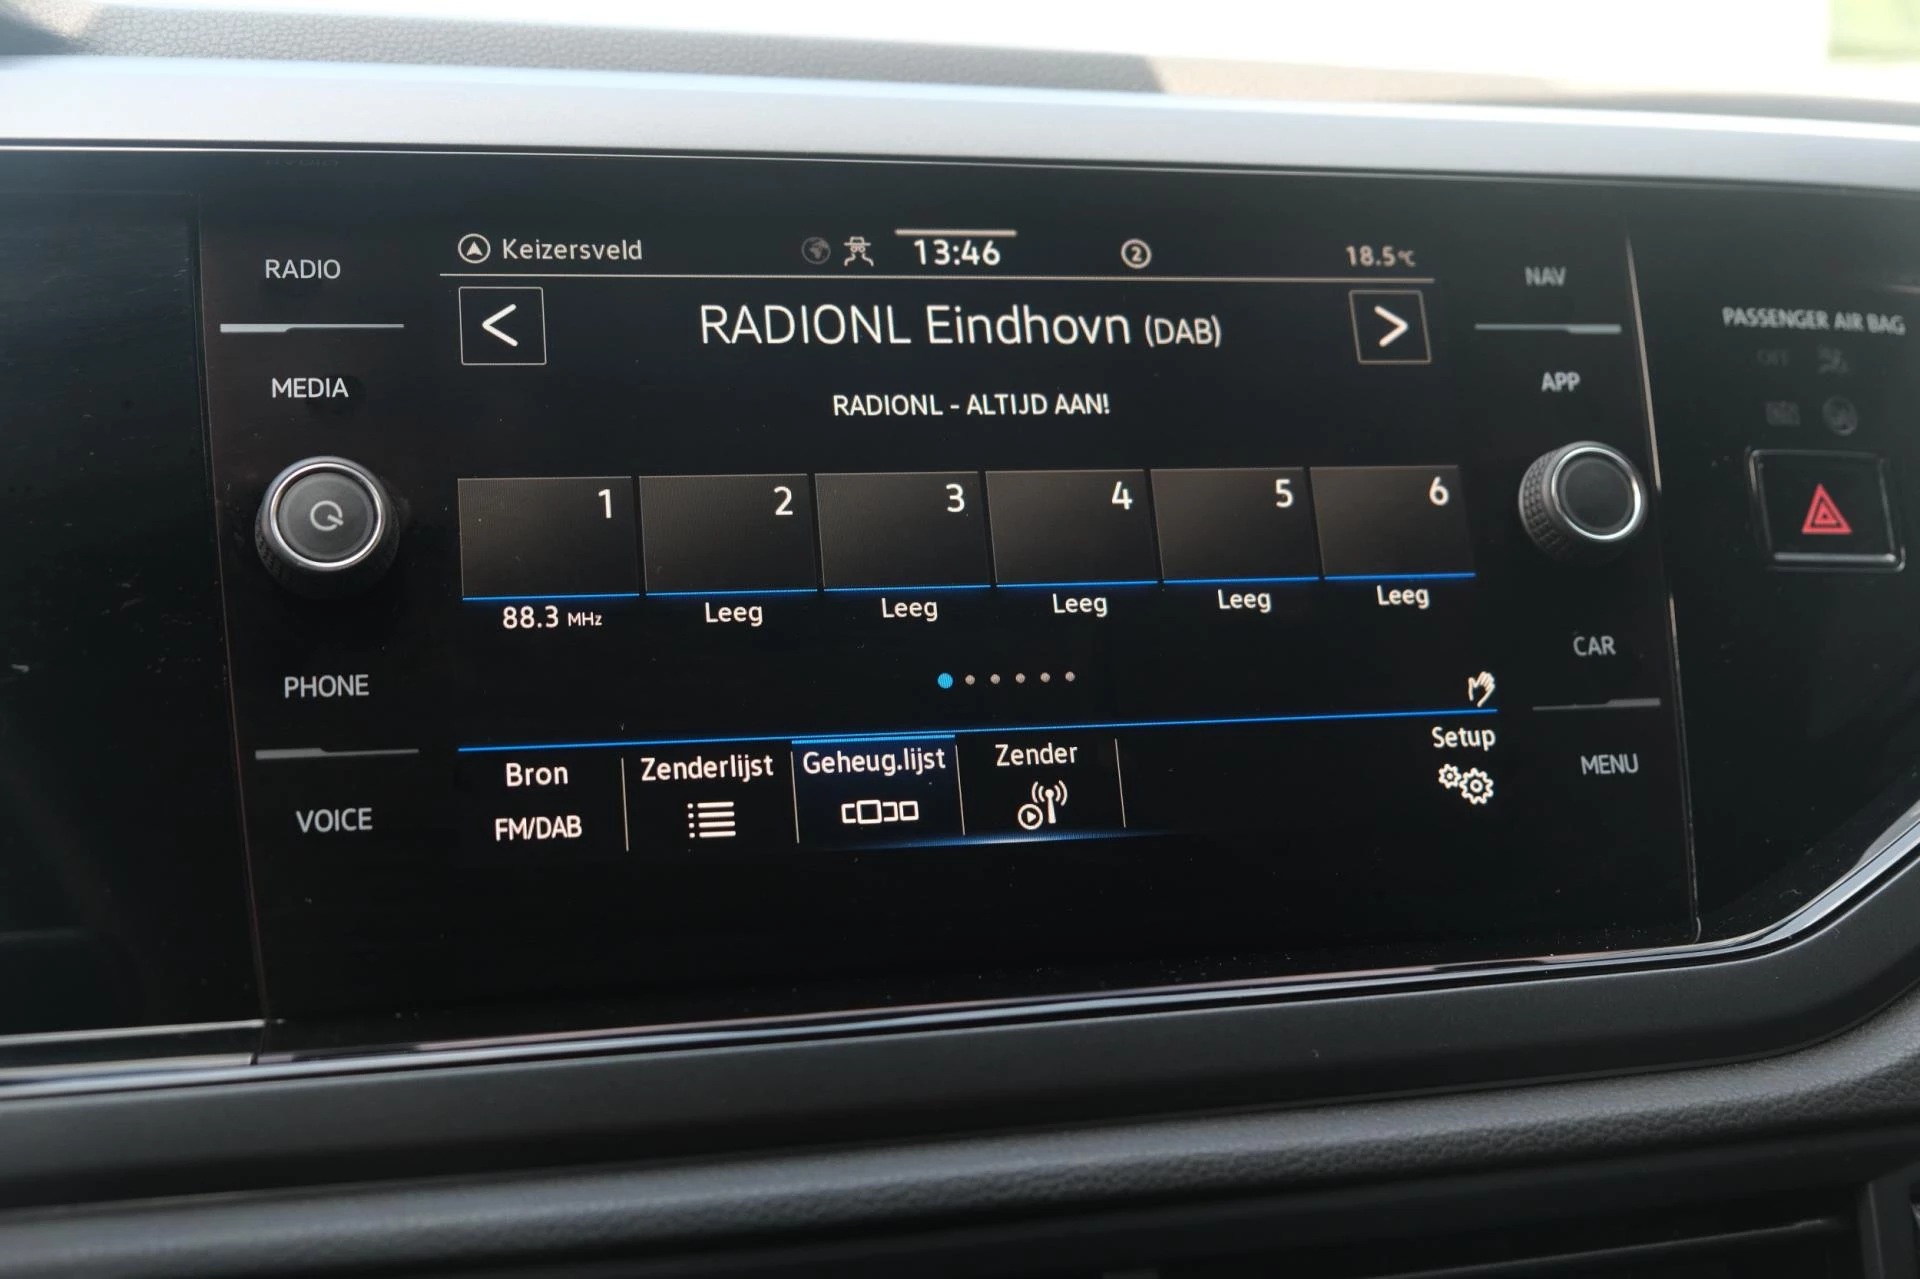 RADIO
MEDIA
PHONE
VOICE
Keizersveld
13:46
2
18.5°C
<
RADIONL Eindhovn (DAB)
>
RADIONL - ALTIJD AAN!
1
2
3
4
5
6
88.3 MHz
Leeg
Leeg
Leeg
Leeg
Leeg
Bron
FM/DAB
Zenderlijst
Geheug.lijst
Zender
Setup
NAV
APP
CAR
MENU
PASSENGER AIR BAG
OFF